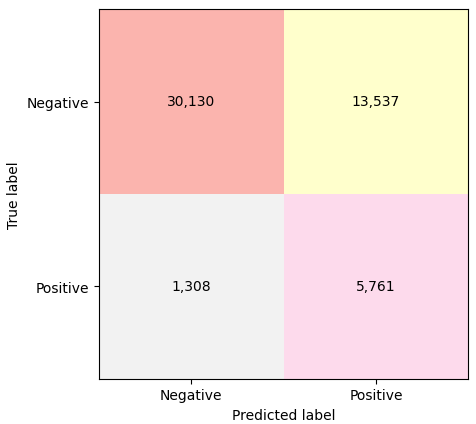 True label
Negative
30,130 13,537
Positive
1,308 5,761
Negative Positive
Predicted label